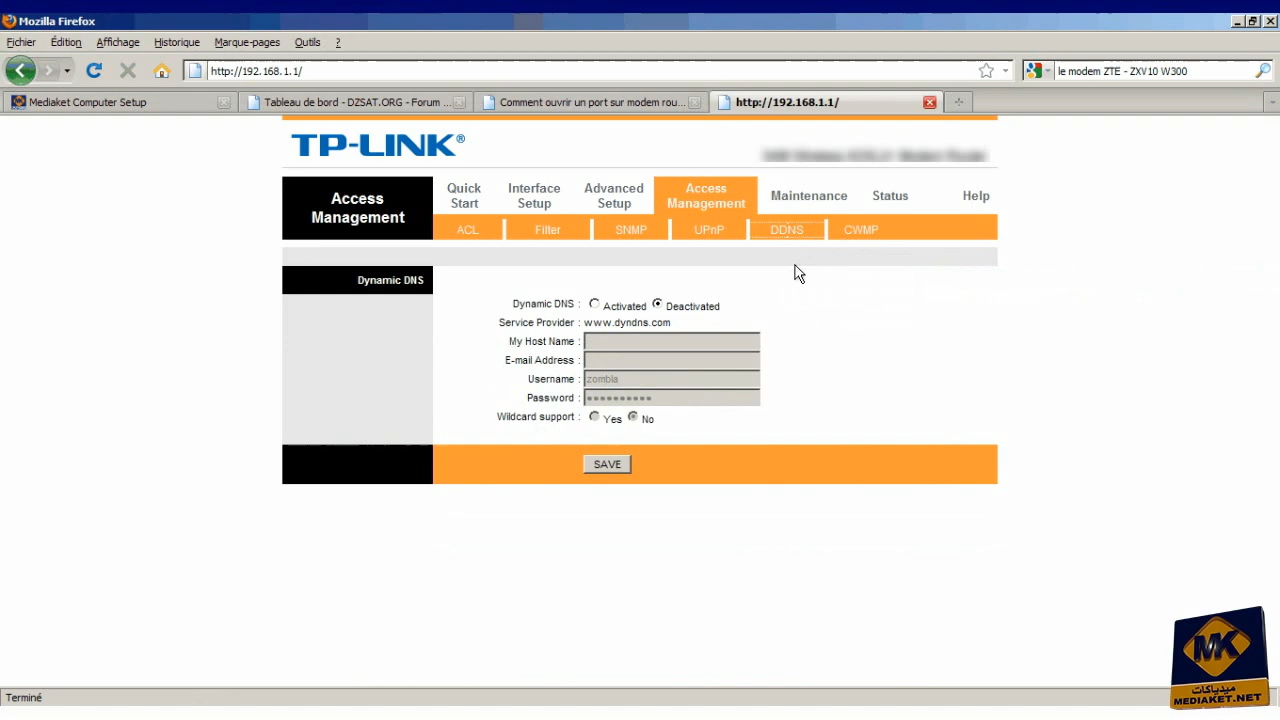 Mozilla Firefox
Fichier Édition Affichage Historique Marque-pages Outils ?
http://192.168.1.1/ le modem ZTE - ZXV10 W300
Mediaket Computer Setup Tableau de bord - DZSAT.ORG - Forum ... Comment ouvrir un port sur modem rou... http://192.168.1.1/
TP-LINK®
Access Management
Quick Start Interface Setup Advanced Setup Access Management Maintenance Status Help
ACL Filter SNMP UPnP DDNS CWMP
Dynamic DNS
Dynamic DNS : Activated Deactivated
Service Provider : www.dyndns.com
My Host Name :
E-mail Address :
Username : zombla
Password : ••••••••••
Wildcard support : Yes No
SAVE
MK
ميدياكات
MEDIAKET.NET
Terminé